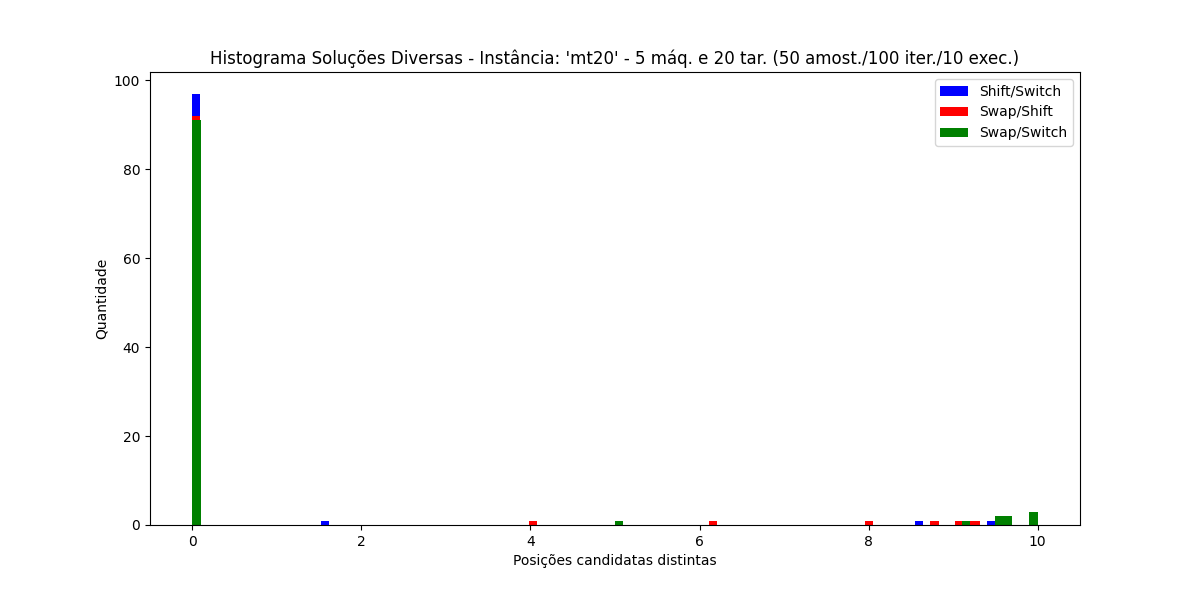 Histograma Soluções Diversas - Instância: 'mt20' - 5 máq. e 20 tar. (50 amost./100 iter./10 exec.)
100
80
60
40
20
0
Quantidade
Shift/Switch
Swap/Shift
Swap/Switch
0 2 4 6 8 10
Posições candidatas distintas